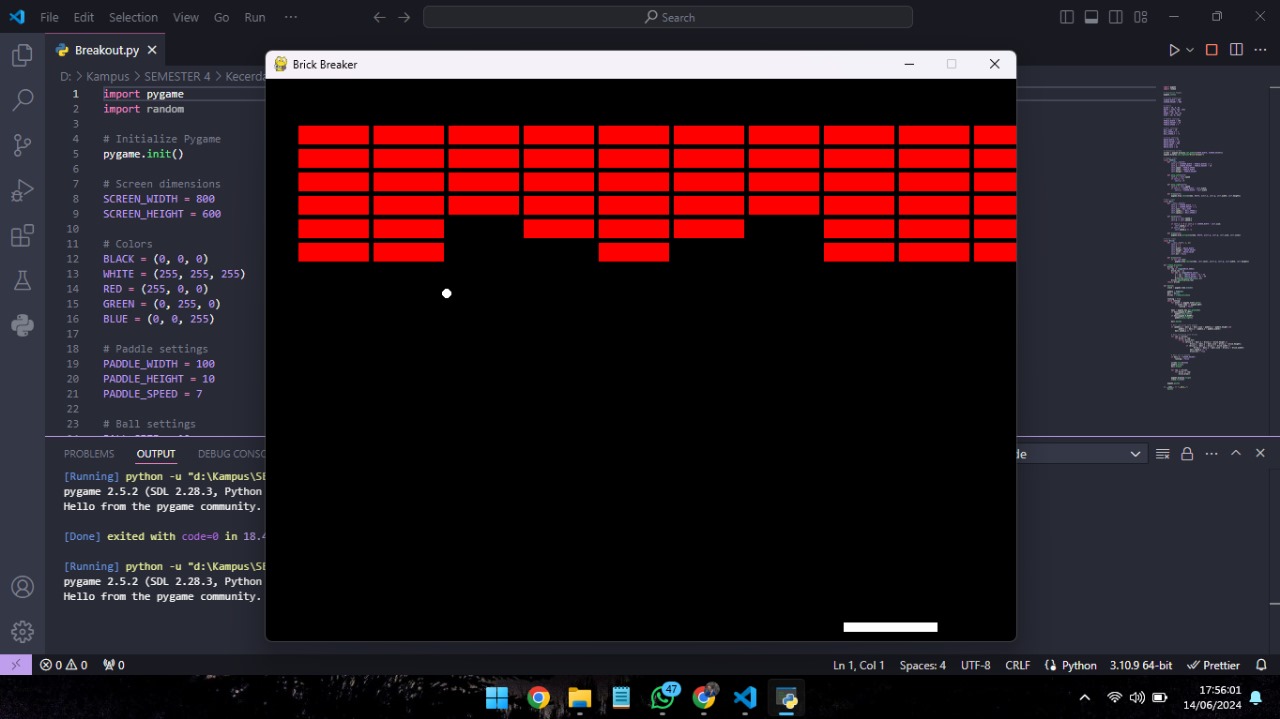 File Edit Selection View Go Run ··· Search
Breakout.py
D: > Kampus > SEMESTER 4 > Kecerda
Brick Breaker
1 import pygame
2 import random
3
4 # Initialize Pygame
5 pygame.init()
6
7 # Screen dimensions
8 SCREEN_WIDTH = 800
9 SCREEN_HEIGHT = 600
10
11 # Colors
12 BLACK = (0, 0, 0)
13 WHITE = (255, 255, 255)
14 RED = (255, 0, 0)
15 GREEN = (0, 255, 0)
16 BLUE = (0, 0, 255)
17
18 # Paddle settings
19 PADDLE_WIDTH = 100
20 PADDLE_HEIGHT = 10
21 PADDLE_SPEED = 7
22
23 # Ball settings
PROBLEMS OUTPUT DEBUG CONSO de
[Running] python -u "d:\Kampus\SE
pygame 2.5.2 (SDL 2.28.3, Python
Hello from the pygame community.
[Done] exited with code=0 in 18.4
[Running] python -u "d:\Kampus\SE
pygame 2.5.2 (SDL 2.28.3, Python
Hello from the pygame community.
0 0 0 Ln 1, Col 1 Spaces: 4 UTF-8 CRLF Python 3.10.9 64-bit Prettier
47
17:56:01
14/06/2024